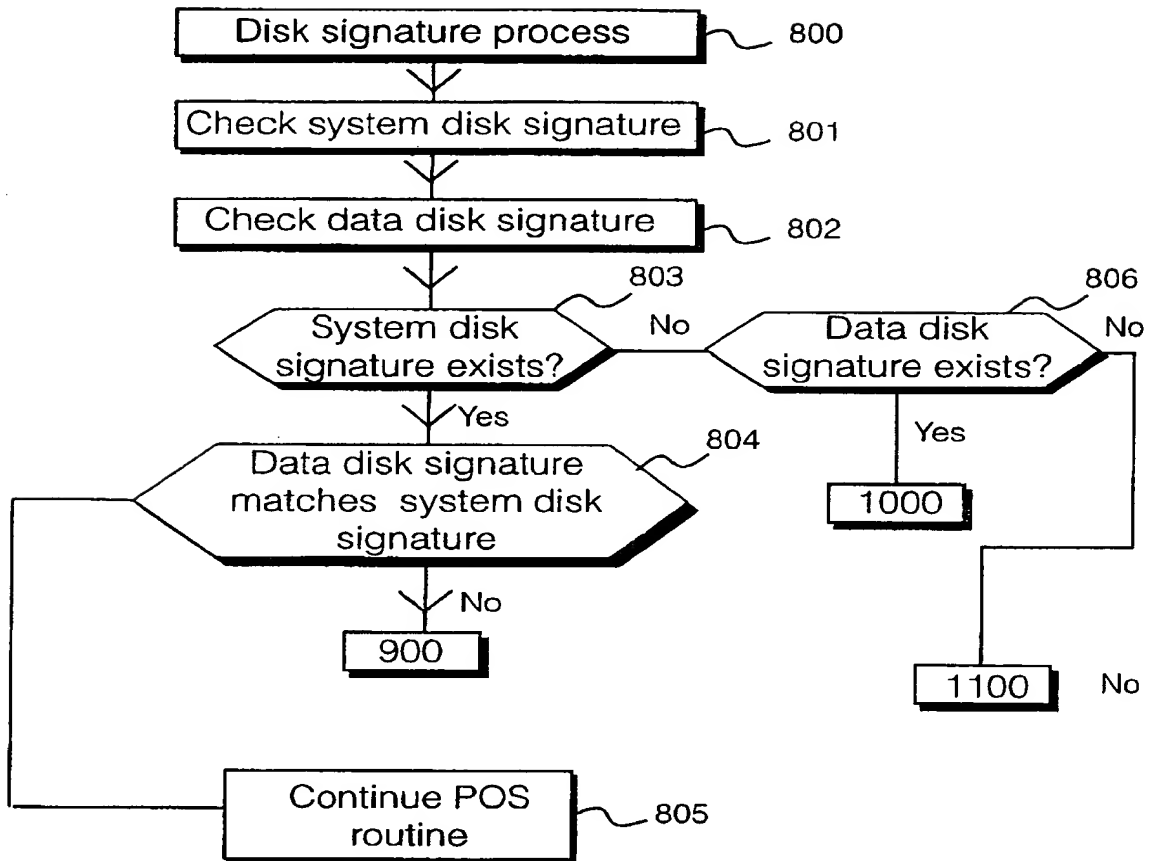 Disk signature process
800
Check system disk signature
801
Check data disk signature
802
803
System disk
signature exists?
No
806
Data disk
signature exists?
No
Yes
Yes
804
Data disk signature
matches system disk
signature
1000
No
900
1100
No
Continue POS
routine
805